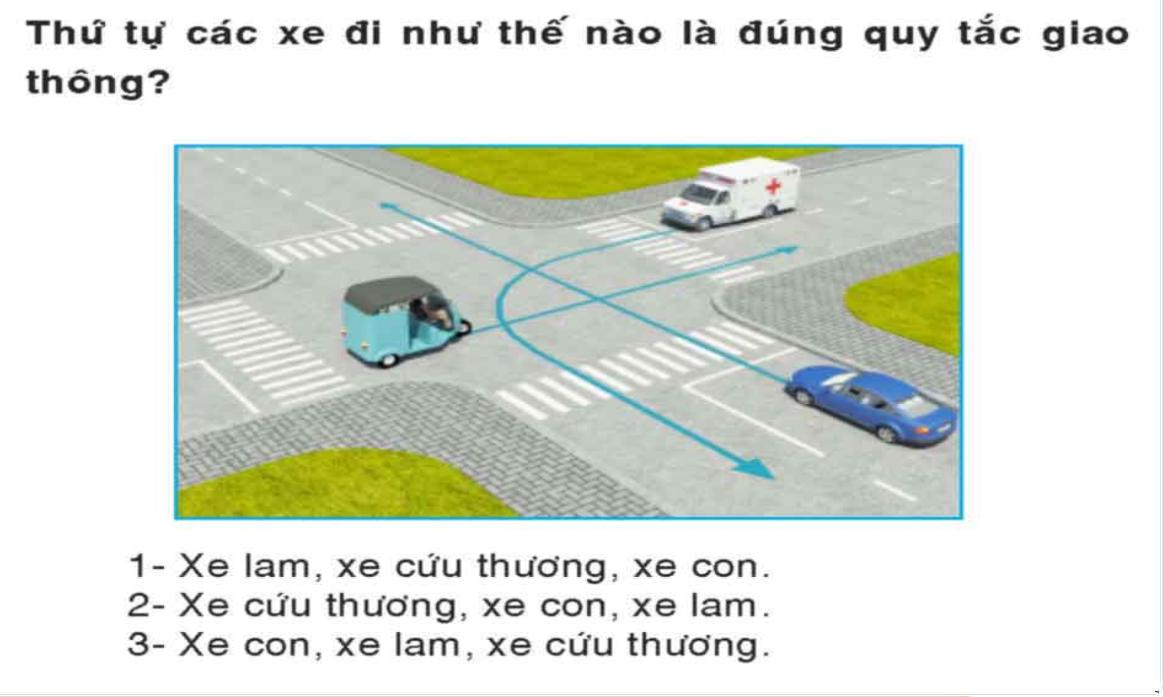 Thứ tự các xe đi như thế nào là đúng quy tắc giao
thông?
1- Xe lam, xe cứu thương, xe con.
2- Xe cứu thương, xe con, xe lam.
3- Xe con, xe lam, xe cứu thương.